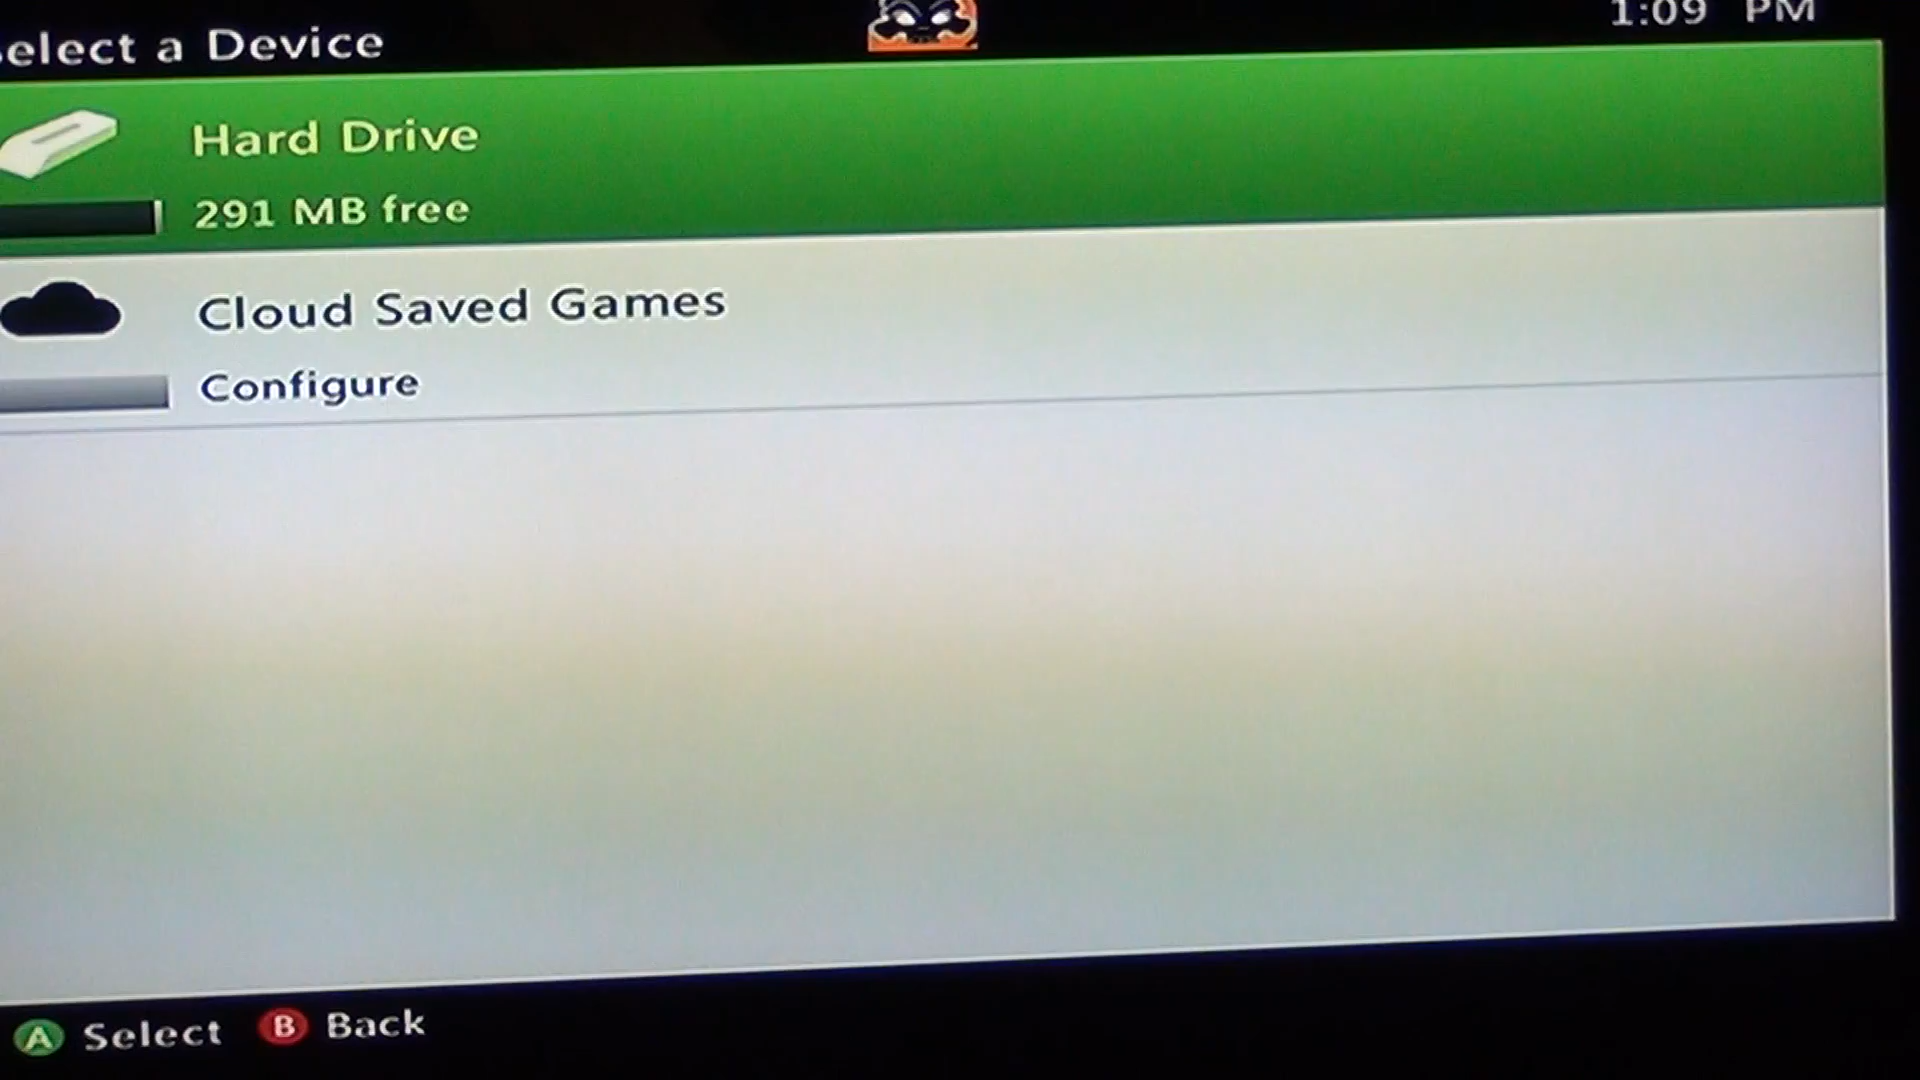 elect a Device
1:09 PM
Hard Drive
291 MB free
Cloud Saved Games
Configure
A Select B Back